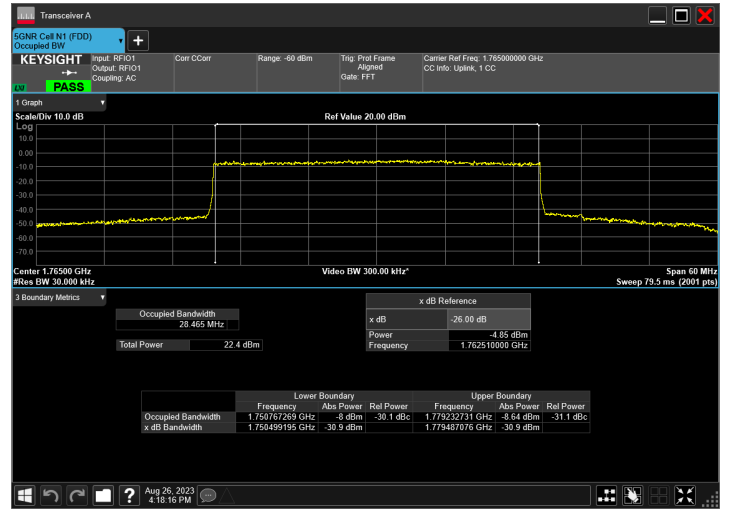 Transceiver A
5GNR Cell N1 (FDD)
Occupied BW
KEYSIGHT Input: RFIO1 Corr CCorr Range: -60 dBm Trig: Prot Frame Carrier Ref Freq: 1.765000000 GHz
Output: RFIO1 Aligned CC Info: Uplink, 1 CC
Coupling: AC Gate: FFT
PASS
1 Graph
Scale/Div 10.0 dB Ref Value 20.00 dBm
Log
10.0
0.00
-10.0
-20.0
-30.0
-40.0
-50.0
-60.0
-70.0
Center 1.76500 GHz Video BW 300.00 kHz* Span 60 MHz
#Res BW 30.000 kHz Sweep 79.5 ms (2001 pts)
3 Boundary Metrics
x dB Reference
Occupied Bandwidth
28.465 MHz
x dB -26.00 dB
Power -4.85 dBm
Total Power 22.4 dBm
Frequency 1.762510000 GHz
Lower Boundary Upper Boundary
Frequency Abs Power Rel Power Frequency Abs Power Rel Power
Occupied Bandwidth 1.750767269 GHz -8 dBm -30.1 dBc 1.779232731 GHz -8.64 dBm -31.1 dBc
x dB Bandwidth 1.750499195 GHz -30.9 dBm 1.779487076 GHz -30.9 dBm
? Aug 26, 2023
4:18:16 PM